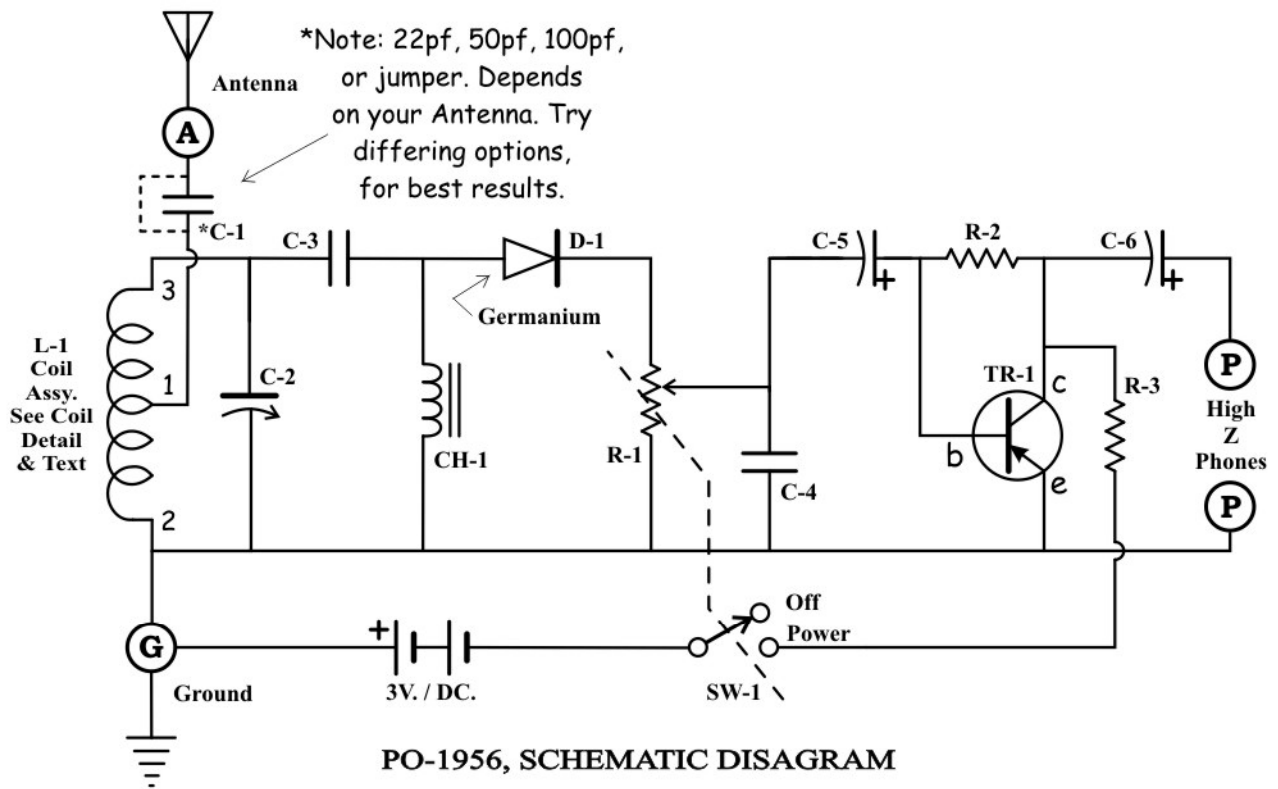 *Note: 22pf, 50pf, 100pf,
or jumper. Depends
on your Antenna. Try
differing options,
for best results.
Antenna
A
*C-1
C-3
D-1
Germanium
C-5
+
R-2
C-6
+
3
1
2
L-1
Coil
Assy.
See Coil
Detail
& Text
C-2
CH-1
R-1
C-4
TR-1
c
b
e
R-3
P
High
Z
Phones
P
G
Ground
+
3V. / DC.
Off
Power
SW-1
PO-1956, SCHEMATIC DISAGRAM